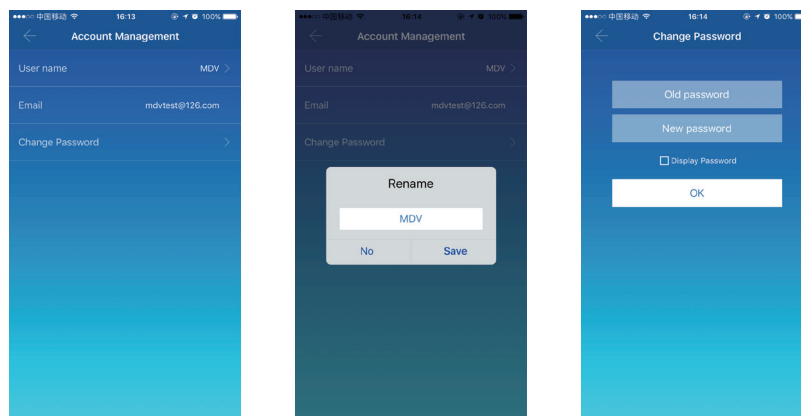 中国移动 16:13 100%
Account Management
User name MDV
Email mdvtest@126.com
Change Password
中国移动 16:14 100%
Account Management
User name MDV
Email mdvtest@126.com
Change Password
Rename
MDV
No Save
中国移动 16:14 100%
Change Password
Old password
New password
Display Password
OK